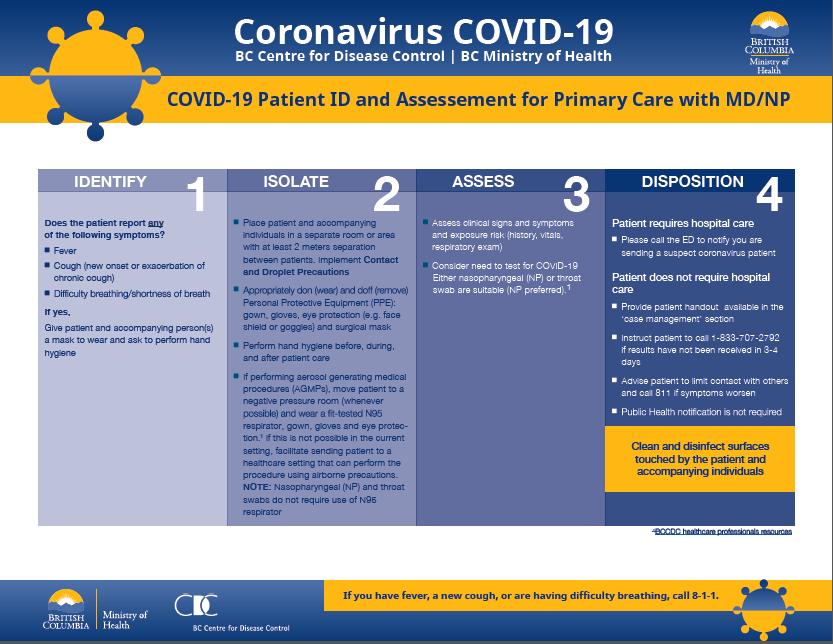 Coronavirus COVID-19
BC Centre for Disease Control | BC Ministry of Health
BRITISH
COLUMBIA
Ministry of
Health
COVID-19 Patient ID and Assessement for Primary Care with MD/NP
IDENTIFY 1
Does the patient report any
of the following symptoms?
Fever
Cough (new onset or exacerbation of
chronic cough)
Difficulty breathing/shortness of breath
If yes,
Give patient and accompanying person(s)
a mask to wear and ask to perform hand
hygiene
ISOLATE 2
Place patient and accompanying
individuals in a separate room or area
with at least 2 meters separation
between patients. Implement Contact
and Droplet Precautions
Appropriately don (wear) and doff (remove)
Personal Protective Equipment (PPE):
gown, gloves, eye protection (e.g. face
shield or goggles) and surgical mask
Perform hand hygiene before, during,
and after patient care
If performing aerosol generating medical
procedures (AGMPs), move patient to a
negative pressure room (whenever
possible) and wear a fit-tested N95
respirator, gown, gloves and eye protec-
tion.¹ If this is not possible in the current
setting, facilitate sending patient to a
healthcare setting that can perform the
procedure using airborne precautions.
NOTE: Nasopharyngeal (NP) and throat
swabs do not require use of N95
respirator
ASSESS 3
Assess clinical signs and symptoms
and exposure risk (history, vitals,
respiratory exam)
Consider need to test for COVID-19
Either nasopharyngeal (NP) or throat
swab are suitable (NP preferred).¹
DISPOSITION 4
Patient requires hospital care
Please call the ED to notify you are
sending a suspect coronavirus patient
Patient does not require hospital
care
Provide patient handout available in the
'case management' section
Instruct patient to call 1-833-707-2792
if results have not been received in 3-4
days
Advise patient to limit contact with others
and call 811 if symptoms worsen
Public Health notification is not required
Clean and disinfect surfaces
touched by the patient and
accompanying individuals
BCCDC healthcare professionals resources
BRITISH
COLUMBIA
Ministry of
Health
BC Centre for Disease Control
If you have fever, a new cough, or are having difficulty breathing, call 8-1-1.